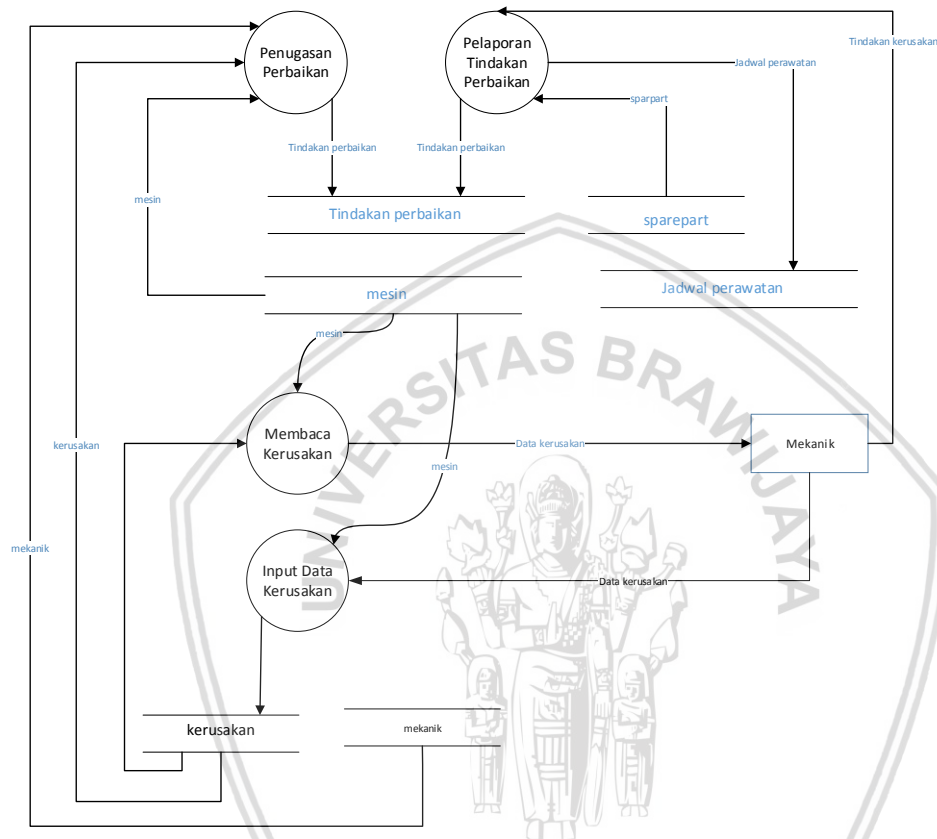 Tindakan kerusakan
Penugasan
Perbaikan
Pelaporan
Tindakan
Perbaikan
Jadwal perawatan
sparpart
Tindakan perbaikan
Tindakan perbaikan
mesin
Tindakan perbaikan
sparepart
mesin
Jadwal perawatan
mesin
UNIVERSITAS BRAWIJAYA
kerusakan
Membaca
Kerusakan
Data kerusakan
Mekanik
mesin
mekanik
Input Data
Kerusakan
Data kerusakan
kerusakan
mekanik